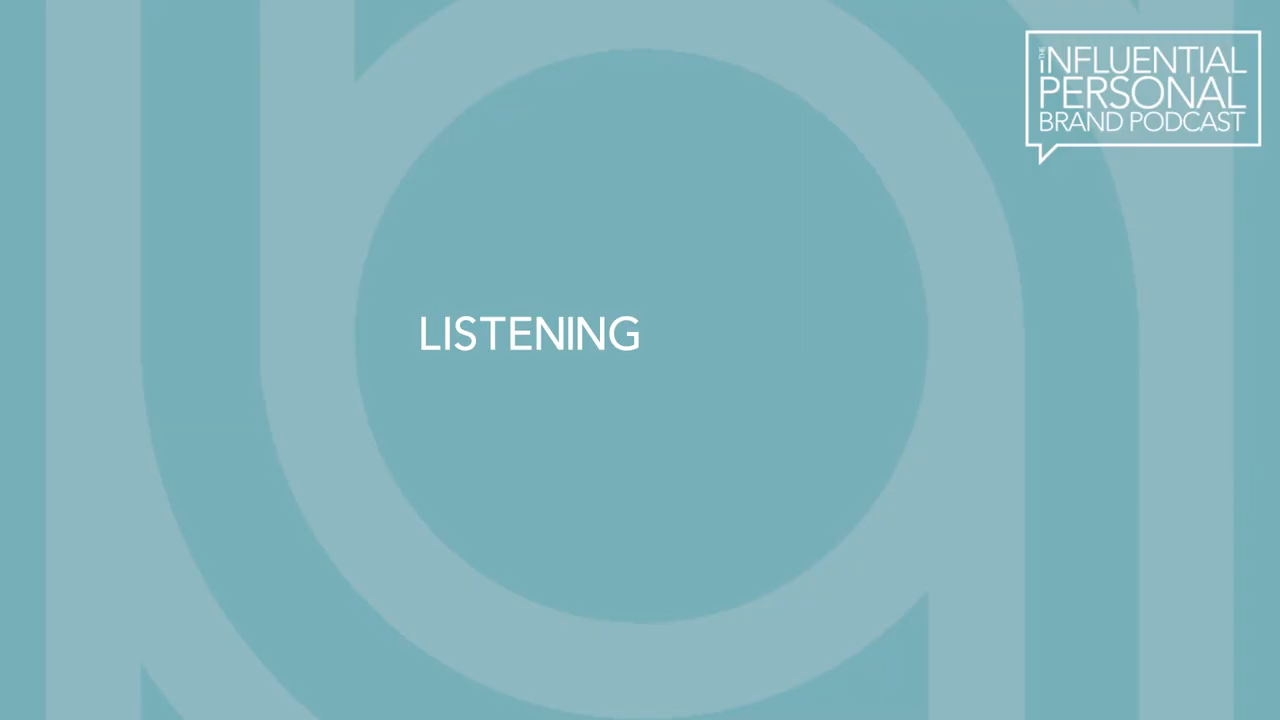 THE
INFLUENTIAL
PERSONAL
BRAND PODCAST
LISTENING